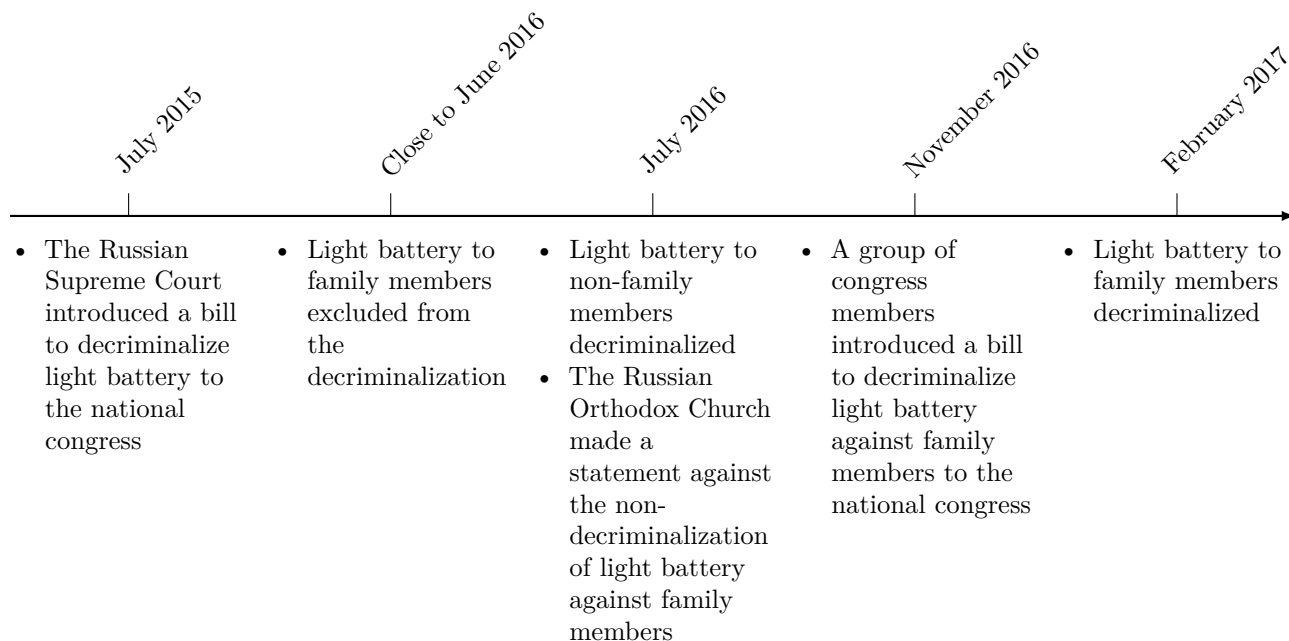 July 2015
Close to June 2016
July 2016
November 2016
February 2017
• The Russian
Supreme Court
introduced a bill
to decriminalize
light battery to
the national
congress
• Light battery to
family members
excluded from
the
decriminalization
• Light battery to
non-family
members
decriminalized
• The Russian
Orthodox Church
made a
statement against
the non-
decriminalization
of light battery
against family
members
• A group of
congress
members
introduced a bill
to decriminalize
light battery
against family
members to the
national congress
• Light battery to
family members
decriminalized